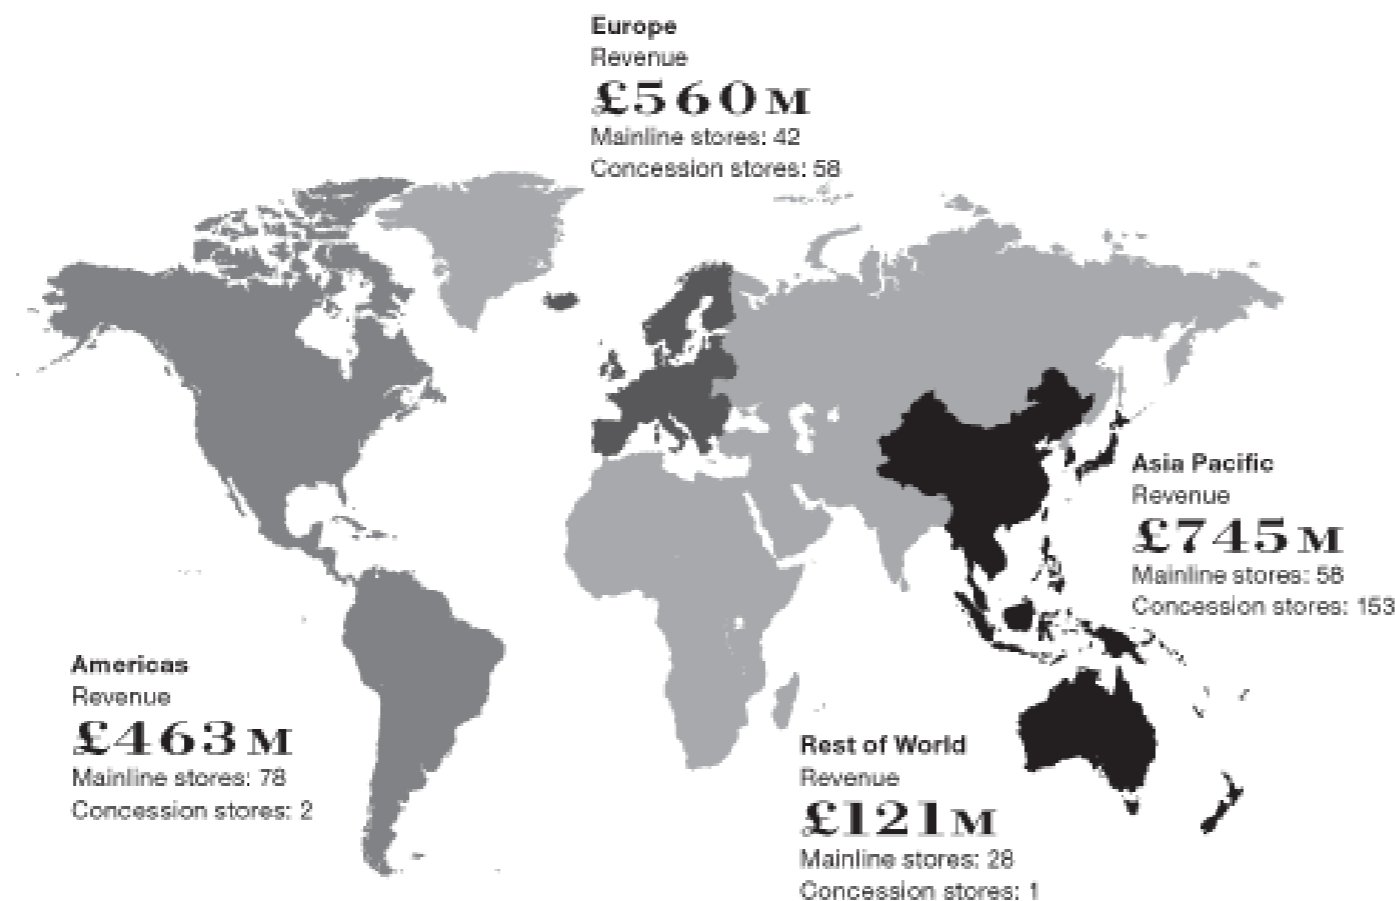 Europe
Revenue
£560M
Mainline stores: 42
Concession stores: 58
Asia Pacific
Revenue
£745M
Mainline stores: 58
Concession stores: 153
Americas
Revenue
£463M
Mainline stores: 78
Concession stores: 2
Rest of World
Revenue
£121M
Mainline stores: 28
Concession stores: 1